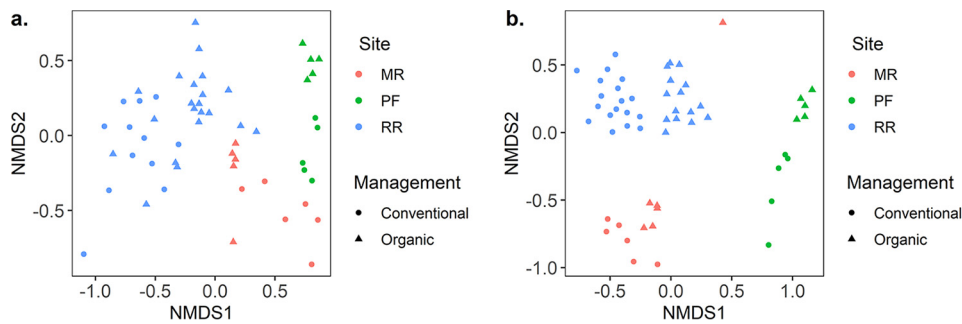 a.
NMDS2
0.5
0.0
-0.5
-1.0
-0.5
0.0
0.5
NMDS1
Site
MR
PF
RR
Management
Conventional
Organic
b.
NMDS2
0.5
0.0
-0.5
-1.0
-0.5
0.0
0.5
1.0
NMDS1
Site
MR
PF
RR
Management
Conventional
Organic